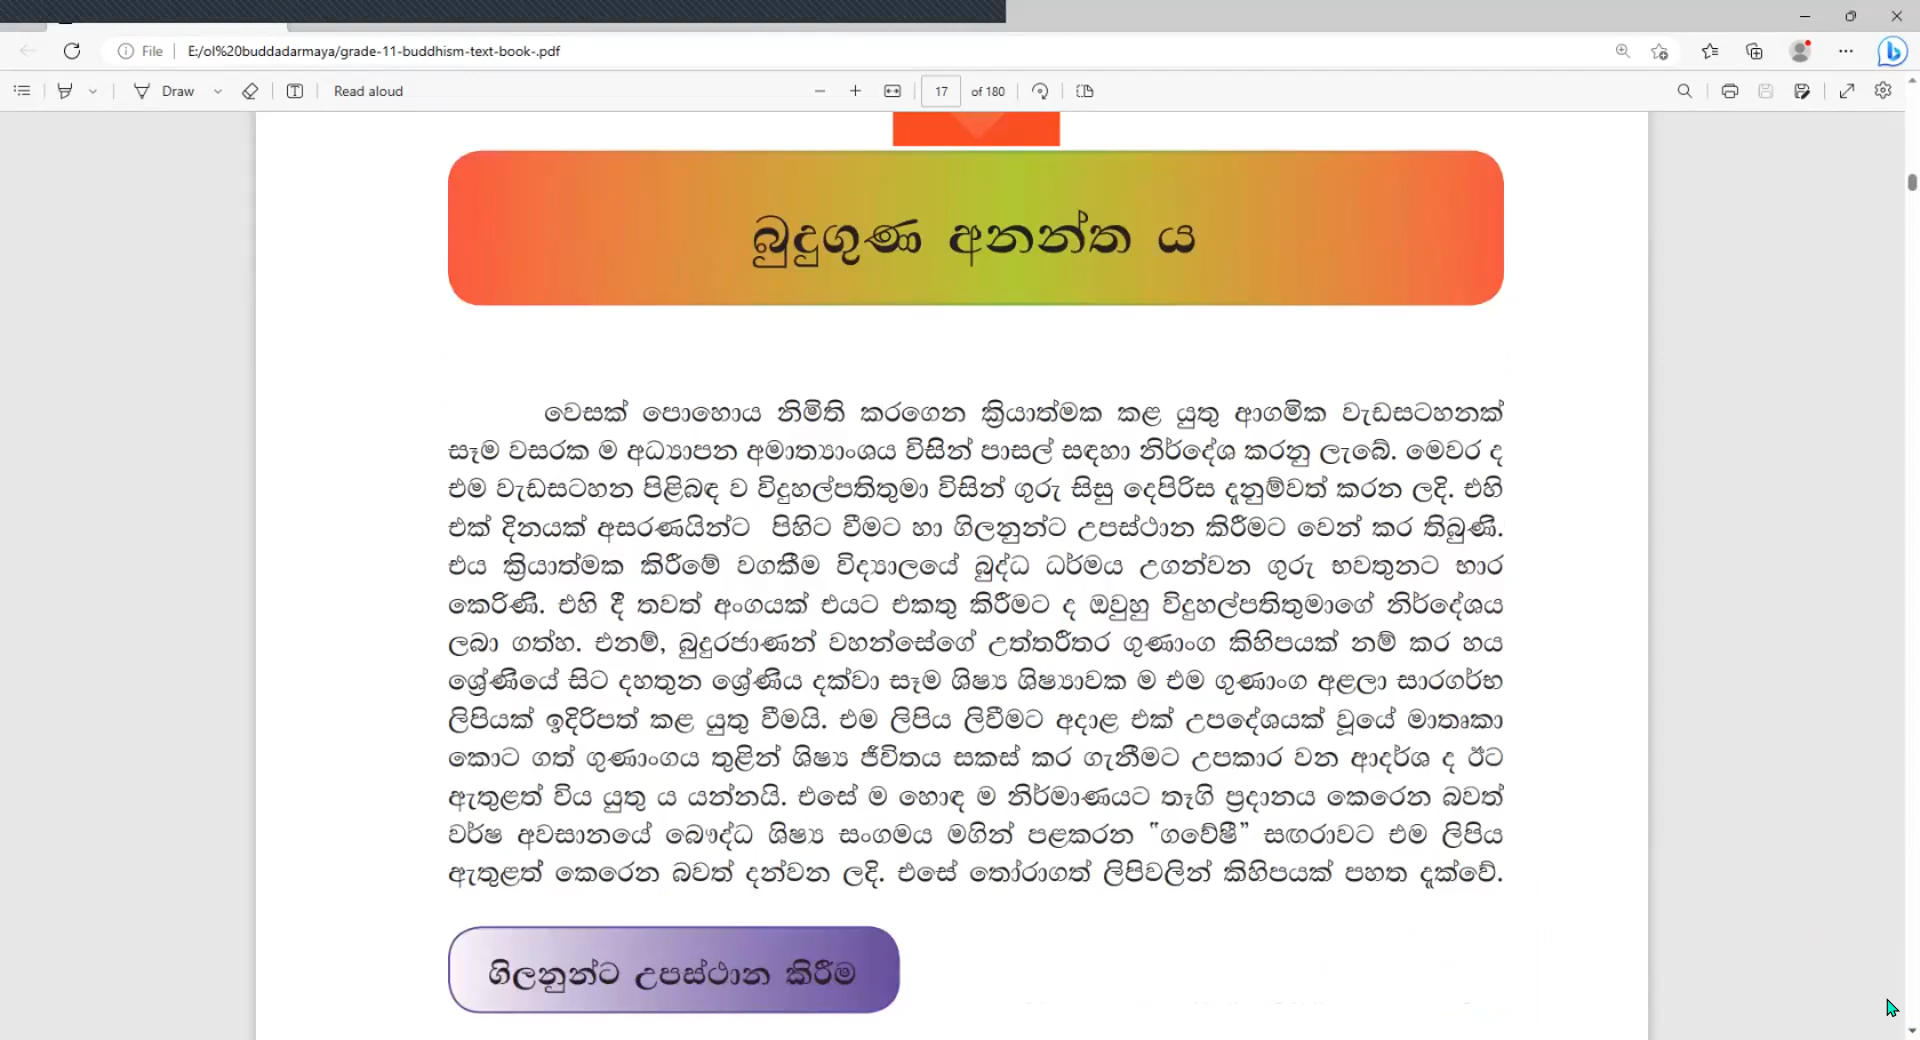 File
E:/ol%20buddadarmaya/grade-11-buddhism-text-book-.pdf
Draw
Read aloud
17 of 180
බුදුගුණ අනන්ත ය
වෙසක් පොහොය නිමිති කරගෙන ක්‍රියාත්මක කළ යුතු ආගමික වැඩසටහනක්
සෑම වසරක ම අධ්‍යාපන අමාත්‍යාංශය විසින් පාසල් සඳහා නිර්දේශ කරනු ලැබේ. මෙවර ද
එම වැඩසටහන පිළිබඳ ව විදුහල්පතිතුමා විසින් ගුරු සිසු දෙපිරිස දැනුම්වත් කරන ලදි. එහි
එක් දිනයක් අසරණයින්ට පිහිට වීමට හා ගිලනුන්ට උපස්ථාන කිරීමට වෙන් කර තිබුණි.
එය ක්‍රියාත්මක කිරීමේ වගකීම විද්‍යාලයේ බුද්ධ ධර්මය උගන්වන ගුරු භවතුනට භාර
කෙරිණි. එහි දී තවත් අංගයක් එයට එකතු කිරීමට ද ඔවුහු විදුහල්පතිතුමාගේ නිර්දේශය
ලබා ගත්හ. එනම්, බුදුරජාණන් වහන්සේගේ උත්තරීතර ගුණාංග කිහිපයක් නම් කර හය
ශ්‍රේණියේ සිට දහතුන ශ්‍රේණිය දක්වා සෑම ශිෂ්‍ය ශිෂ්‍යාවක ම එම ගුණාංග අළලා සාරගර්භ
ලිපියක් ඉදිරිපත් කළ යුතු වීමයි. එම ලිපිය ලිවීමට අදාළ එක් උපදේශයක් වූයේ මාතෘකා
කොට ගත් ගුණාංගය තුළින් ශිෂ්‍ය ජීවිතය සකස් කර ගැනීමට උපකාර වන ආදර්ශ ද ඊට
ඇතුළත් විය යුතු ය යන්නයි. එසේ ම හොඳ ම නිර්මාණයට තෑගි ප්‍රදානය කෙරෙන බවත්
වර්ෂ අවසානයේ බෞද්ධ ශිෂ්‍ය සංගමය මගින් පළකරන “ගවේෂී” සඟරාවට එම ලිපිය
ඇතුළත් කෙරෙන බවත් දන්වන ලදි. එසේ තෝරාගත් ලිපිවලින් කිහිපයක් පහත දැක්වේ.
ගිලනුන්ට උපස්ථාන කිරීම